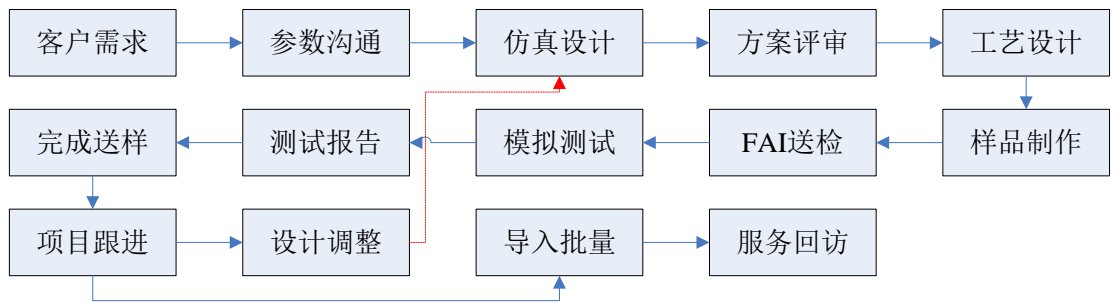 客户需求
参数沟通
仿真设计
方案评审
工艺设计
完成送样
测试报告
模拟测试
FAI送检
样品制作
项目跟进
设计调整
导入批量
服务回访